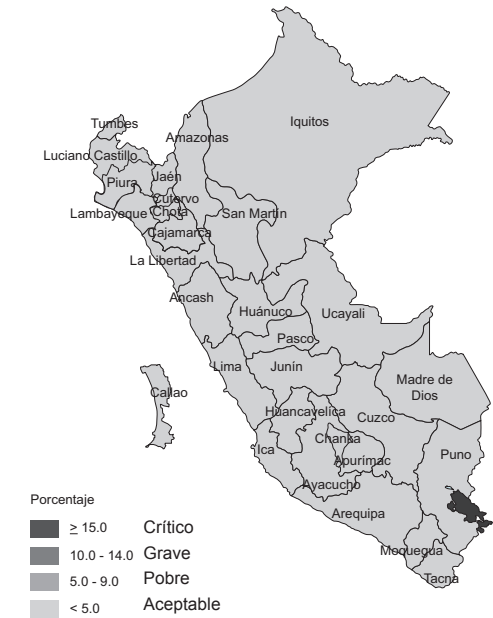 Iquitos
Tumbes
Amazonas
Luciano Castillo
Jaén
Piura
Cutervo
Chota
Lambayeque
San Martín
Cajamarca
La Libertad
Ancash
Huánuco
Ucayali
Pasco
Lima
Junín
Madre de
Dios
Callao
Huancavelica
Cuzco
Chanka
Ica
Apurímac
Puno
Ayacucho
Arequipa
Moquegua
Tacna
Porcentaje
≥ 15.0 Crítico
10.0 - 14.0 Grave
5.0 - 9.0 Pobre
< 5.0 Aceptable